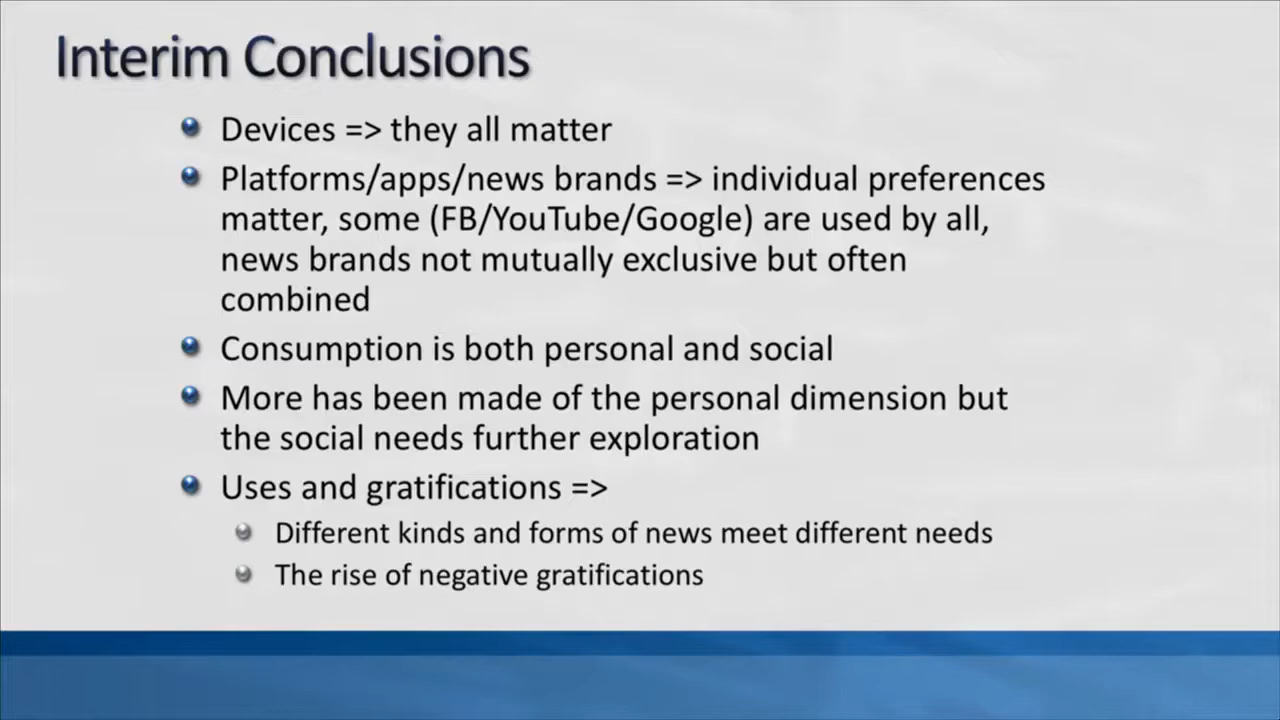 Interim Conclusions
Devices => they all matter
Platforms/apps/news brands => individual preferences
matter, some (FB/YouTube/Google) are used by all,
news brands not mutually exclusive but often
combined
Consumption is both personal and social
More has been made of the personal dimension but
the social needs further exploration
Uses and gratifications =>
Different kinds and forms of news meet different needs
The rise of negative gratifications